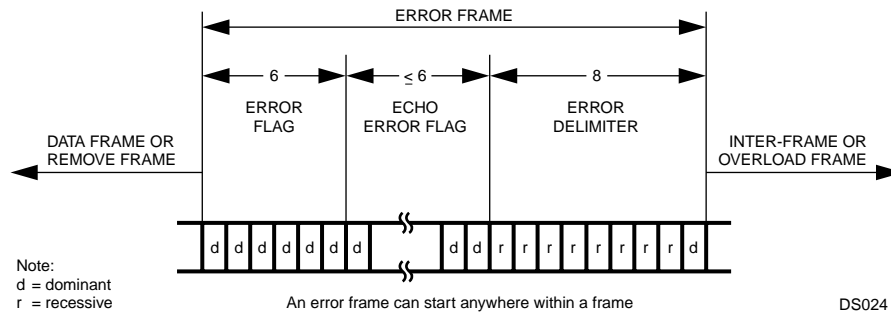 ERROR FRAME
6
≤ 6
8
ERROR
FLAG
ECHO
ERROR FLAG
ERROR
DELIMITER
DATA FRAME OR
REMOVE FRAME
INTER-FRAME OR
OVERLOAD FRAME
d d d d d d d d d r r r r r r r d
Note:
d = dominant
r = recessive
An error frame can start anywhere within a frame
DS024